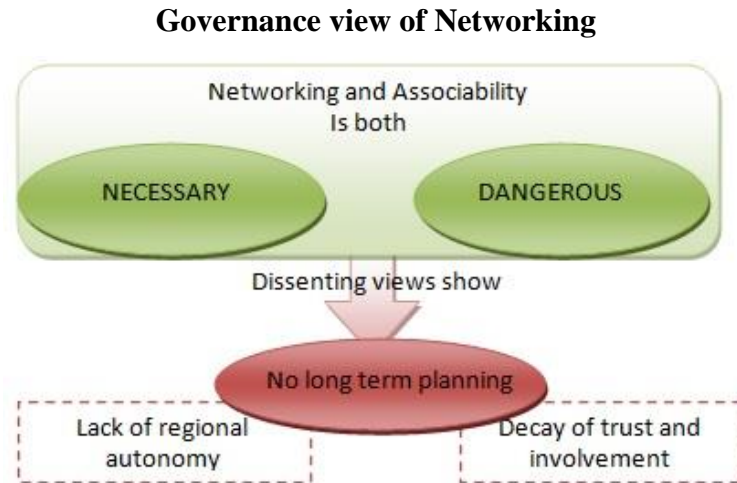 Governance view of Networking
Networking and Associability
Is both
NECESSARY
DANGEROUS
Dissenting views show
No long term planning
Lack of regional
autonomy
Decay of trust and
involvement